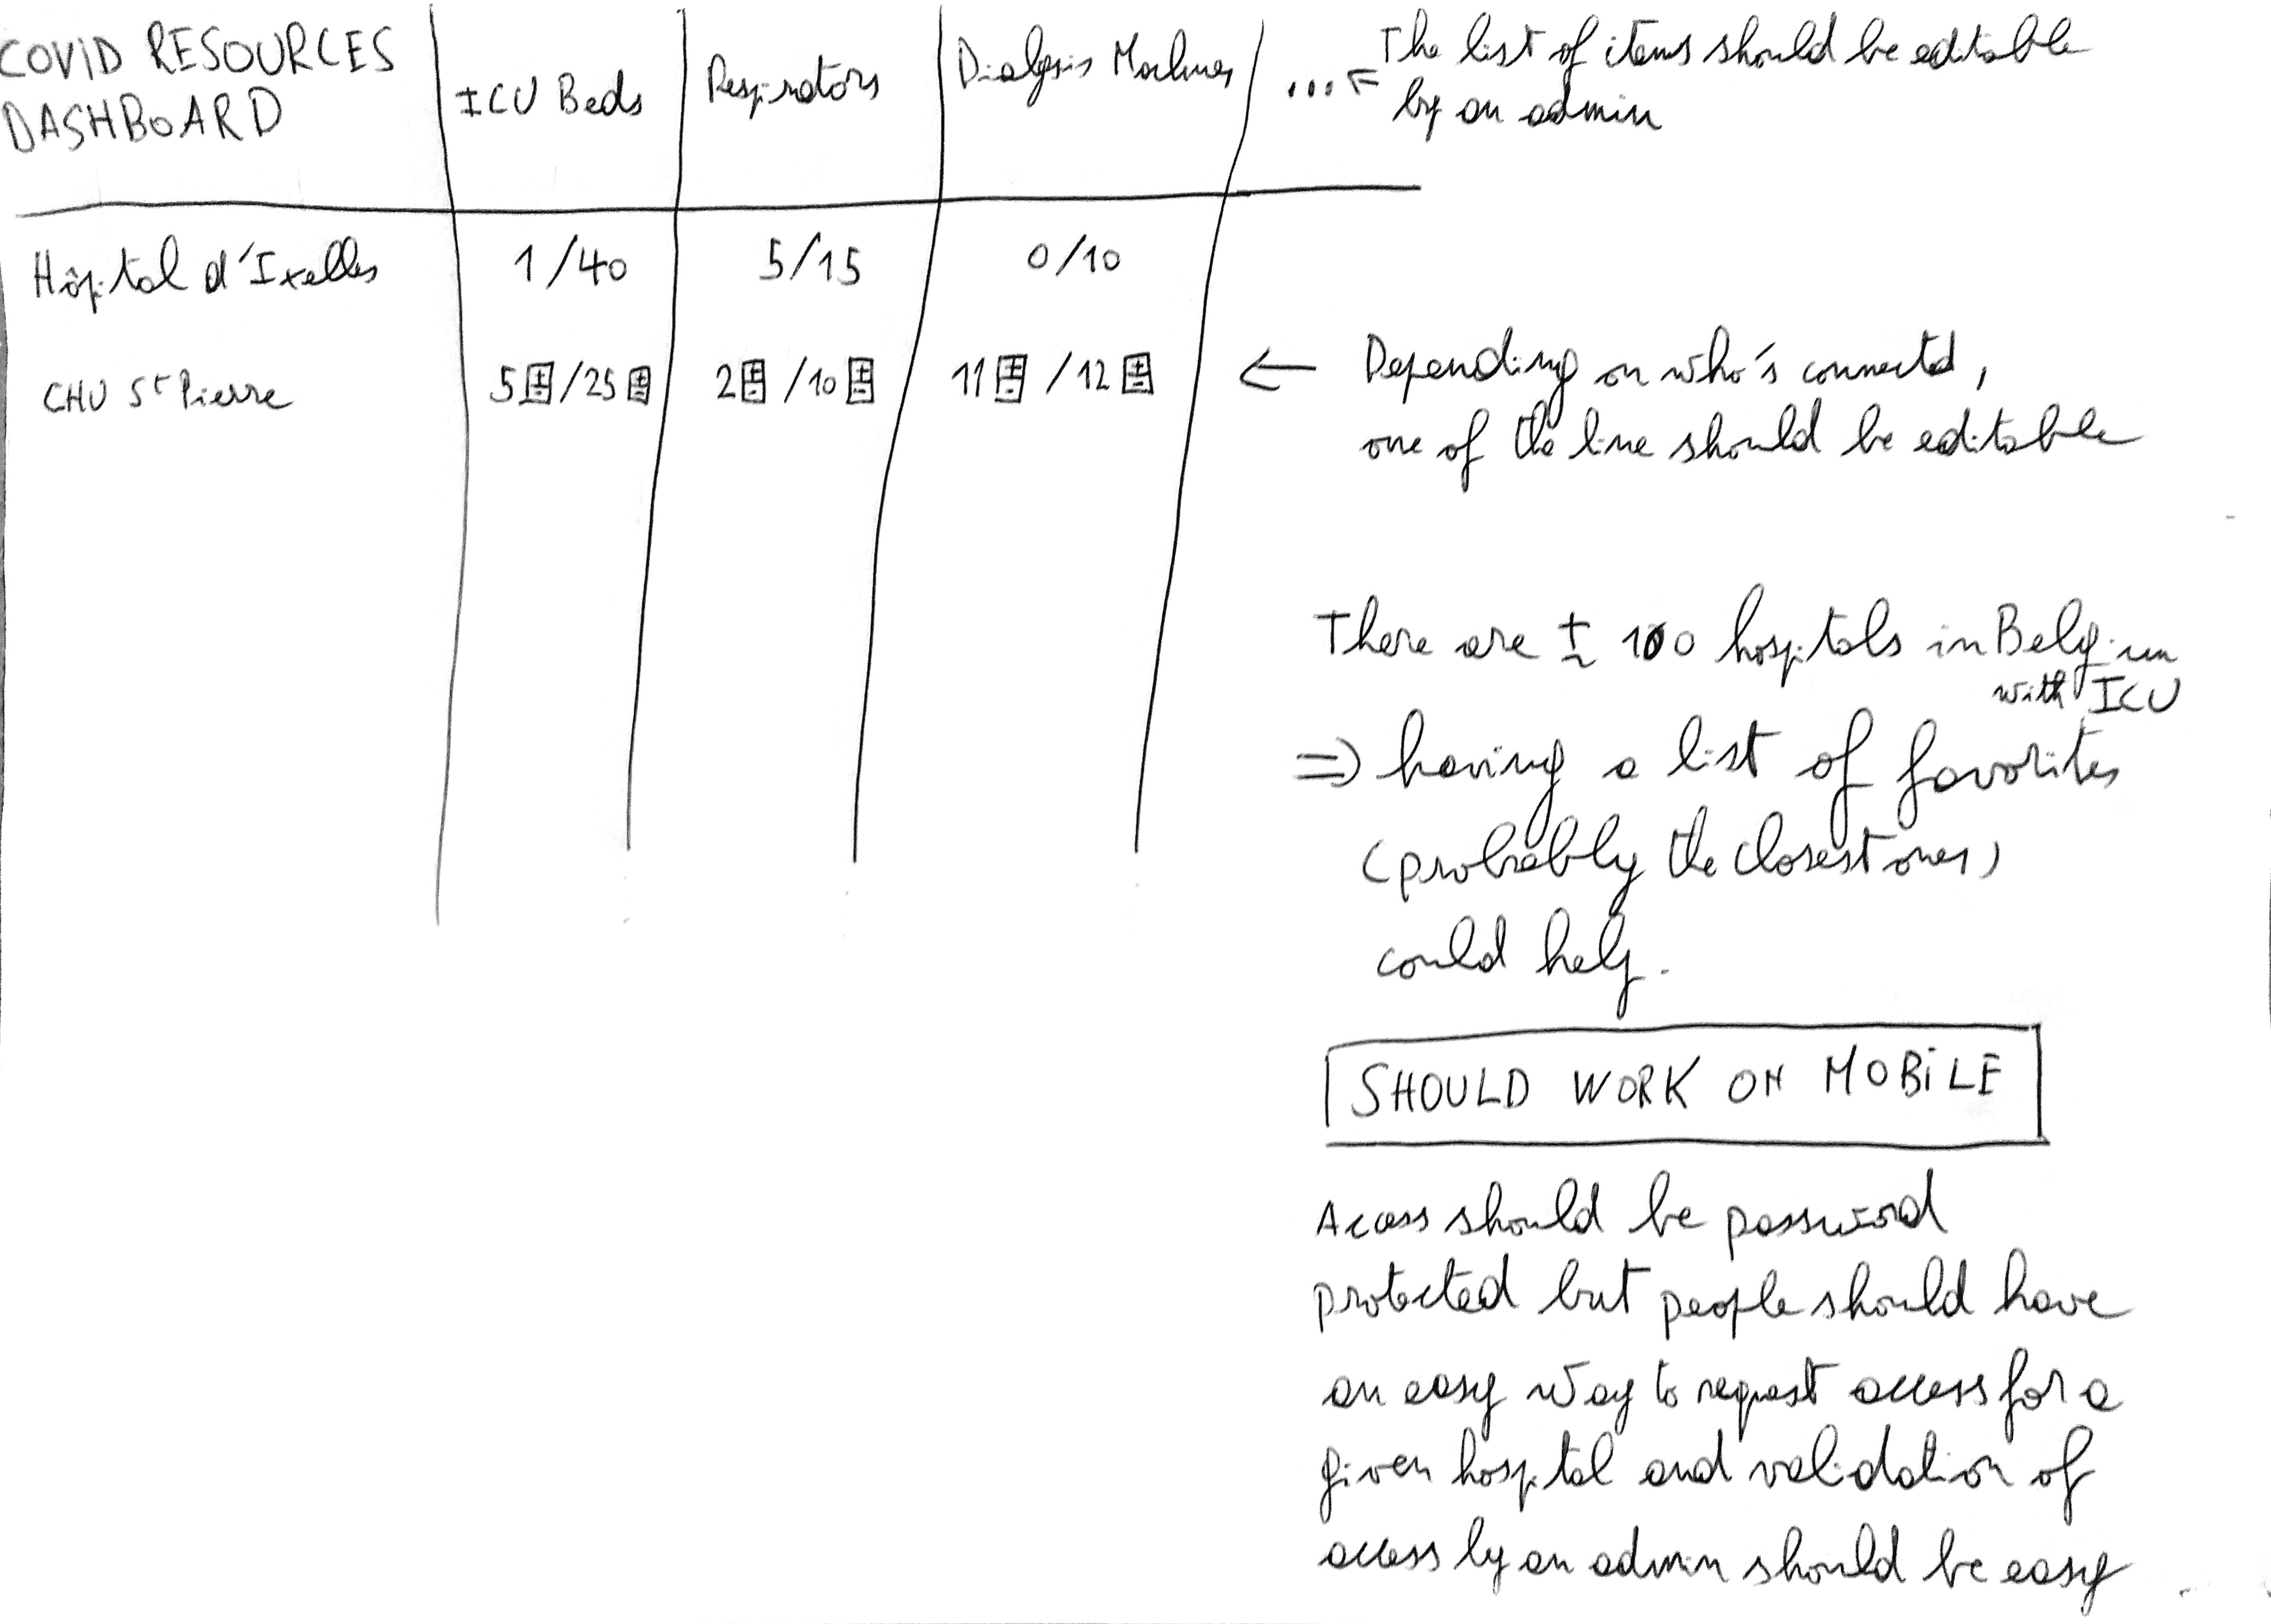 COVID RESOURCES
DASHBOARD
ICU Beds
Respirators
Dialysis Machines
... ← The list of items should be editable
by an admin
Hôpital d'Ixelles 1/40 5/15 0/10
CHU St Pierre 5 + - /25 + - 2 + - /10 + - 11 + - /12 + -
← Depending on who's connected,
one of the line should be editable
There are ± 100 hospitals in Belgium
with ICU
⇒ having a list of favorites
(probably the closest ones)
could help.
SHOULD WORK ON MOBILE
Access should be password
protected but people should have
an easy way to request access for a
given hospital and validation of
access by an admin should be easy